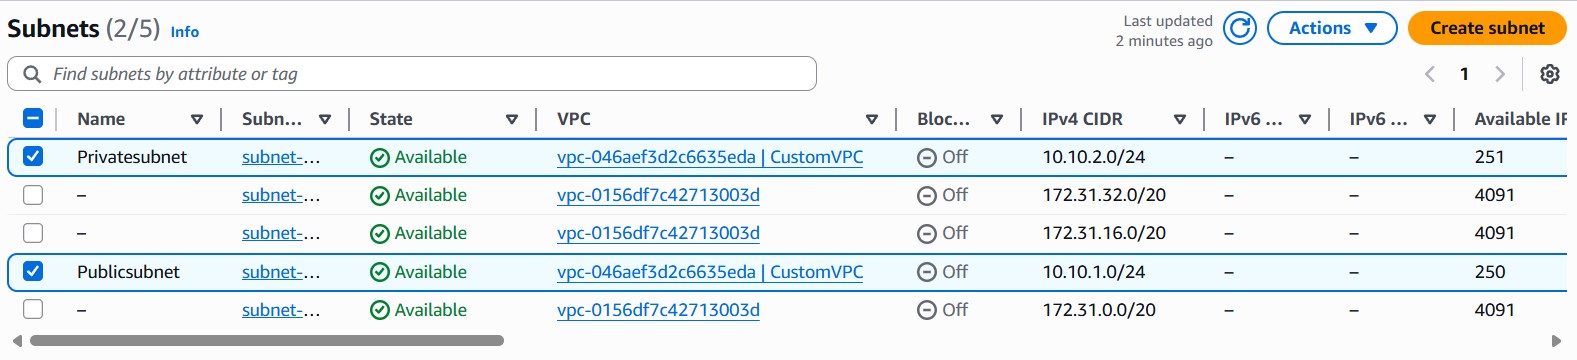 Subnets (2/5) Info
Last updated
2 minutes ago
Actions
Create subnet
Find subnets by attribute or tag
1
Name Subn... State VPC Bloc... IPv4 CIDR IPv6 ... IPv6 ... Available IP
Privatesubnet subnet-... Available vpc-046aef3d2c6635eda | CustomVPC Off 10.10.2.0/24 – – 251
– subnet-... Available vpc-0156df7c42713003d Off 172.31.32.0/20 – – 4091
– subnet-... Available vpc-0156df7c42713003d Off 172.31.16.0/20 – – 4091
Publicsubnet subnet-... Available vpc-046aef3d2c6635eda | CustomVPC Off 10.10.1.0/24 – – 250
– subnet-... Available vpc-0156df7c42713003d Off 172.31.0.0/20 – – 4091